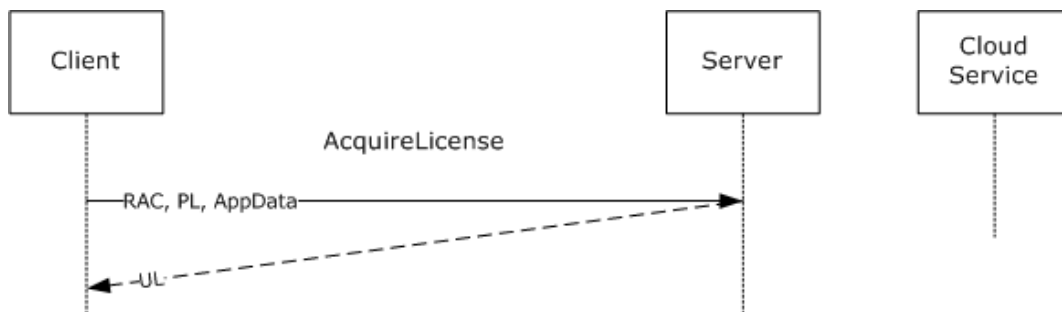 Client
Server
Cloud
Service
AcquireLicense
RAC, PL, AppData
UL